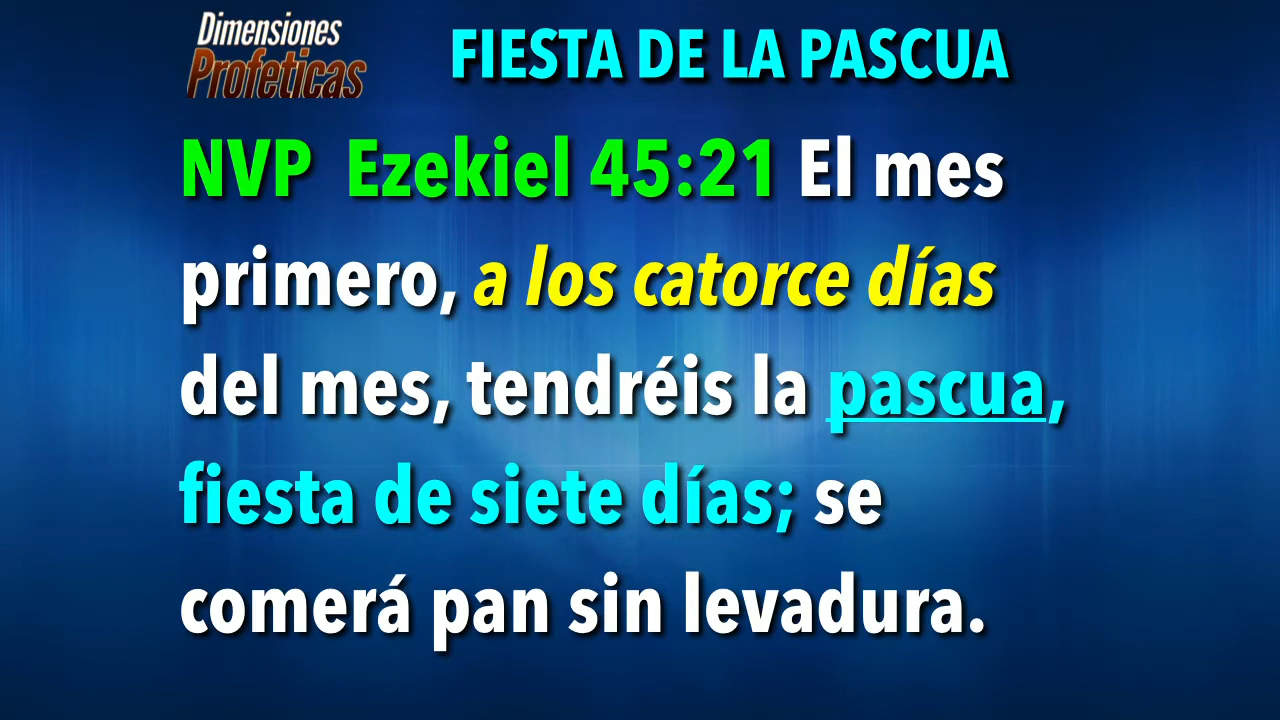 Dimensiones
Profeticas
FIESTA DE LA PASCUA
NVP Ezekiel 45:21 El mes
primero, a los catorce días
del mes, tendréis la pascua,
fiesta de siete días; se
comerá pan sin levadura.